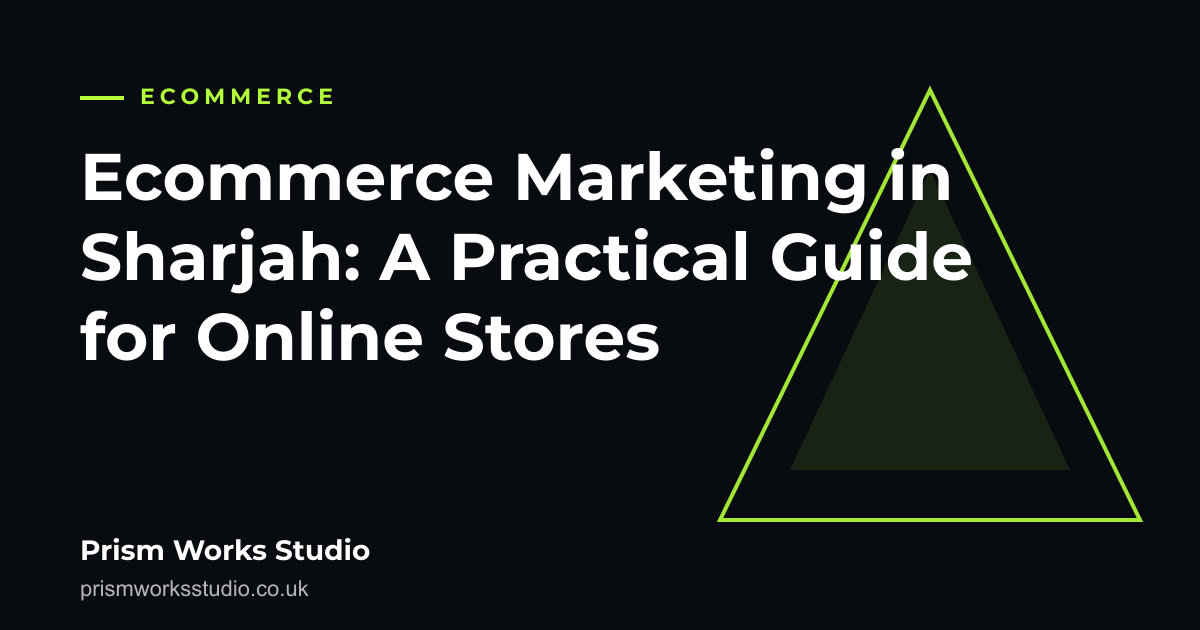 ECOMMERCE
Ecommerce Marketing in
Sharjah: A Practical Guide
for Online Stores
Prism Works Studio
prismworksstudio.co.uk